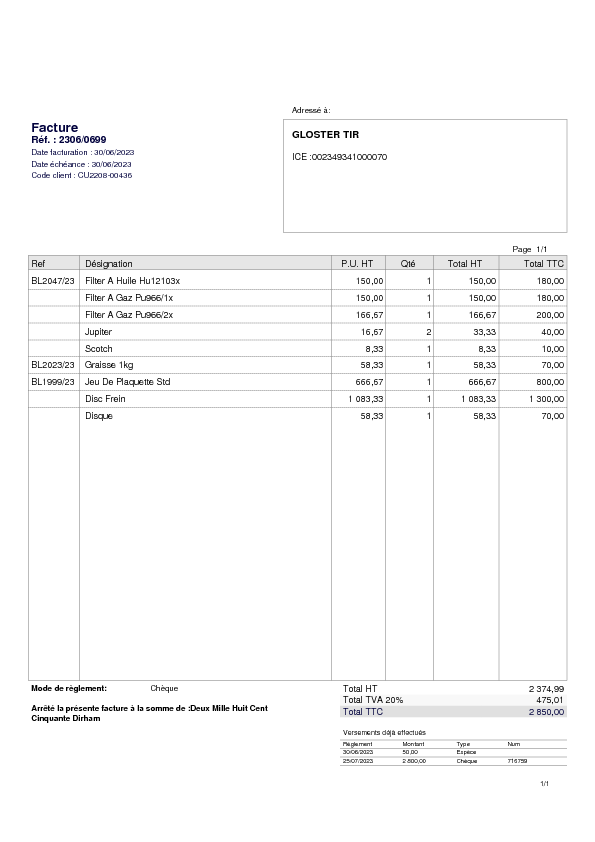 Adressé à:
Facture
Réf. : 2306/0699
Date facturation : 30/06/2023
Date échéance : 30/06/2023
Code client : CU2208-00436
GLOSTER TIR
ICE :002349341000070
Page 1/1
Ref Désignation P.U. HT Qté Total HT Total TTC
BL2047/23 Filter A Huile Hu12103x 150,00 1 150,00 180,00
Filter A Gaz Pu966/1x 150,00 1 150,00 180,00
Filter A Gaz Pu966/2x 166,67 1 166,67 200,00
Jupiter 16,67 2 33,33 40,00
Scotch 8,33 1 8,33 10,00
BL2023/23 Graisse 1kg 58,33 1 58,33 70,00
BL1999/23 Jeu De Plaquette Std 666,67 1 666,67 800,00
Disc Frein 1 083,33 1 1 083,33 1 300,00
Disque 58,33 1 58,33 70,00
Mode de règlement: Chèque
Arrêté la présente facture à la somme de :Deux Mille Huit Cent
Cinquante Dirham
Total HT 2 374,99
Total TVA 20% 475,01
Total TTC 2 850,00
Versements déjà effectués
Règlement Montant Type Num
30/06/2023 50,00 Espèce
25/07/2023 2 800,00 Chèque 716759
1/1